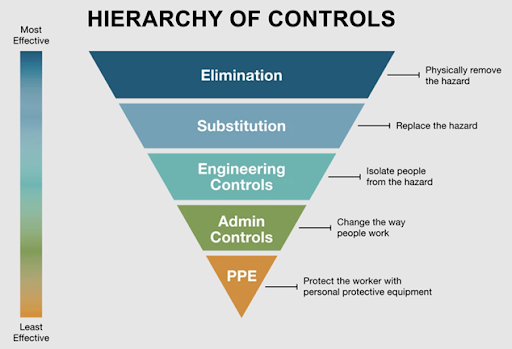 HIERARCHY OF CONTROLS
Most
Effective
Elimination
Physically remove
the hazard
Substitution
Replace the hazard
Engineering
Controls
Isolate people
from the hazard
Admin
Controls
Change the way
people work
PPE
Protect the worker with
personal protective equipment
Least
Effective